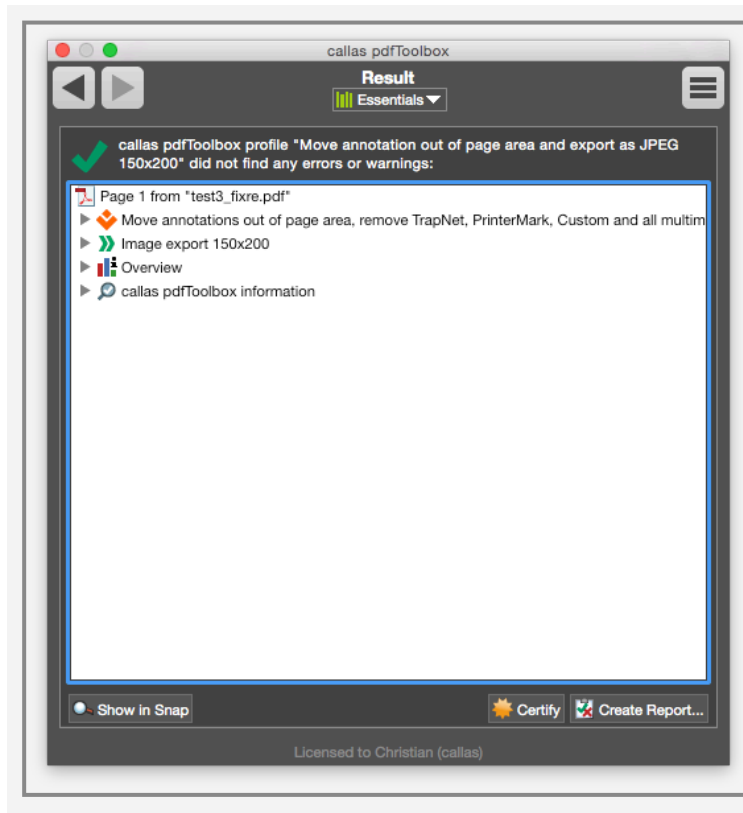 callas pdfToolbox
Result
Essentials
callas pdfToolbox profile "Move annotation out of page area and export as JPEG
150x200" did not find any errors or warnings:
Page 1 from "test3_fixre.pdf"
Move annotations out of page area, remove TrapNet, PrinterMark, Custom and all multim
Image export 150x200
Overview
callas pdfToolbox information
Show in Snap
Certify
Create Report...
Licensed to Christian (callas)